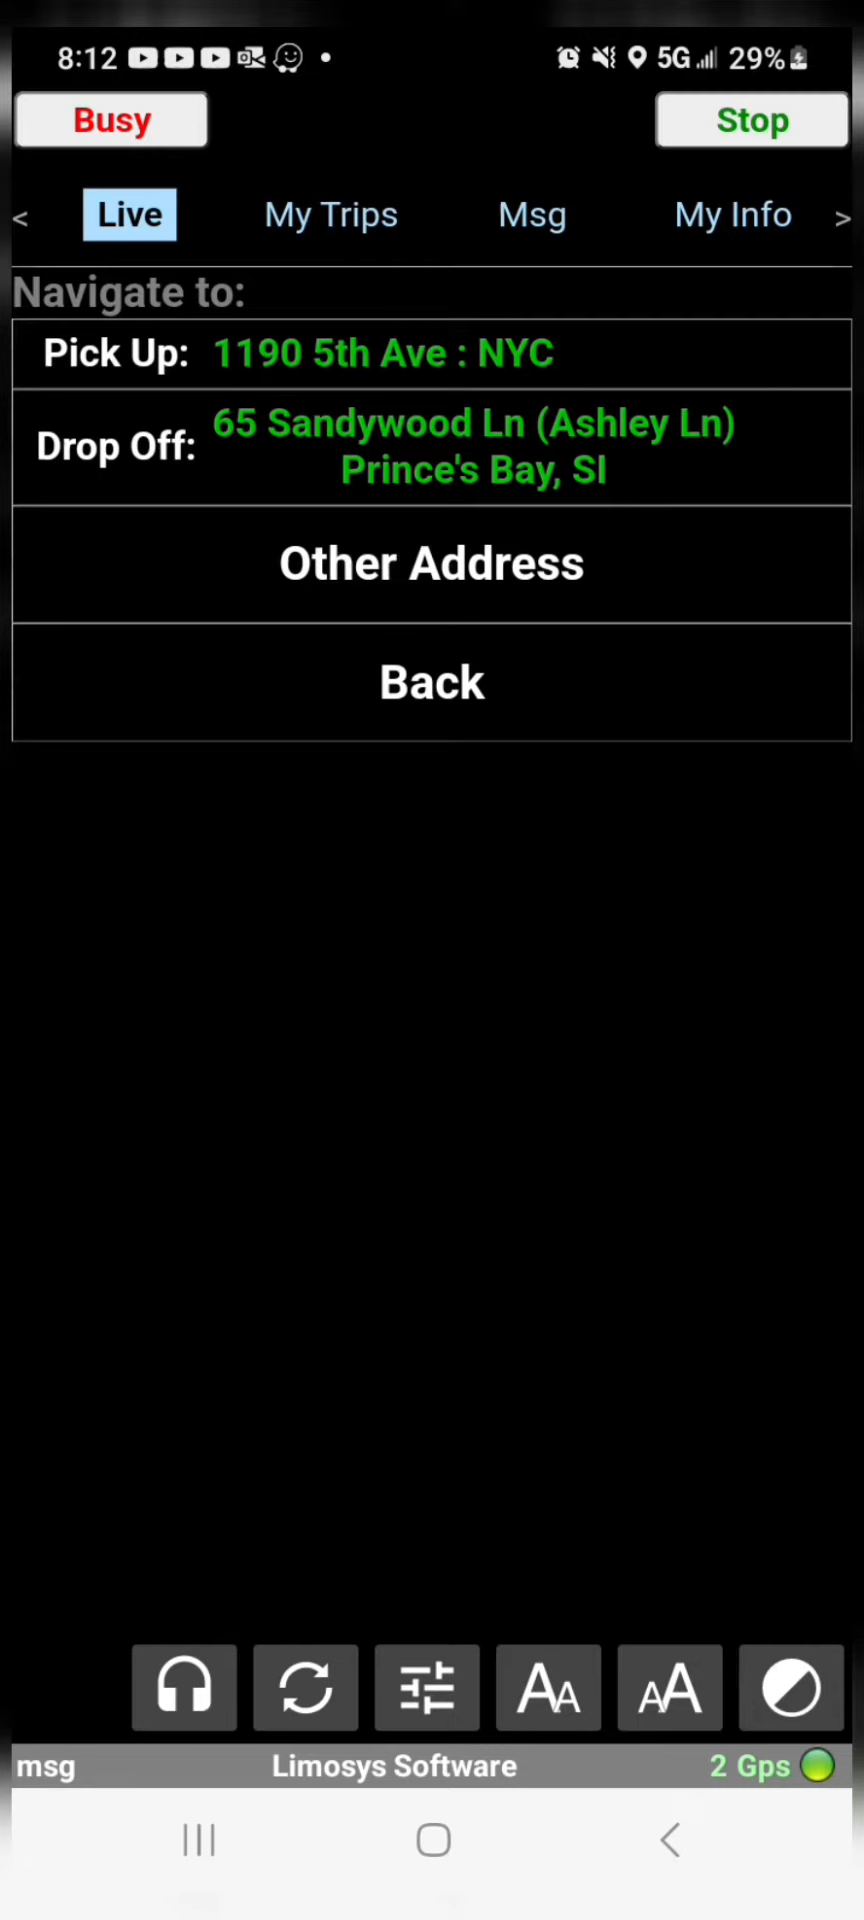 8:12 5G 29%
Busy Stop
< Live My Trips Msg My Info >
Navigate to:
Pick Up: 1190 5th Ave : NYC
Drop Off: 65 Sandywood Ln (Ashley Ln)
Prince's Bay, SI
Other Address
Back
AA AA
msg Limosys Software 2 Gps